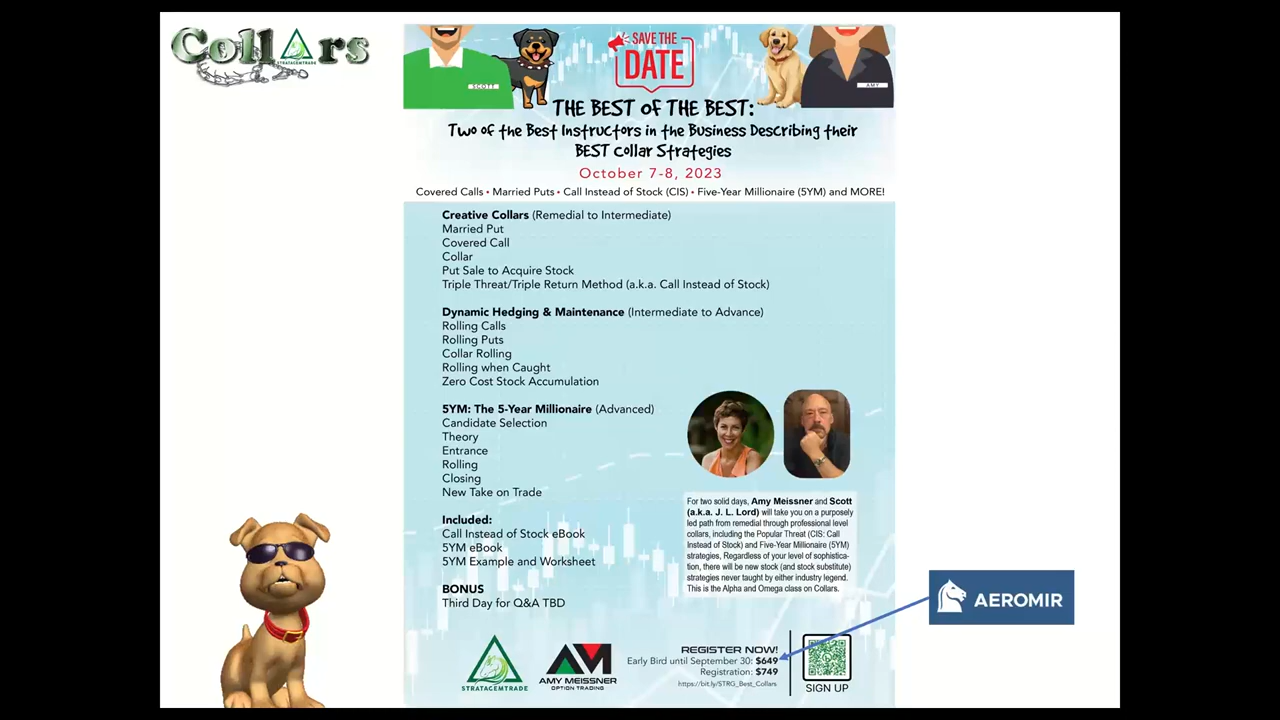 Collars
STRATAGEMTRADE
SCOTT
SAVE THE
DATE
AMY
THE BEST OF THE BEST:
Two of the Best Instructors in the Business Describing their
BEST Collar Strategies
October 7-8, 2023
Covered Calls • Married Puts • Call Instead of Stock (CIS) • Five-Year Millionaire (5YM) and MORE!
Creative Collars (Remedial to Intermediate)
Married Put
Covered Call
Collar
Put Sale to Acquire Stock
Triple Threat/Triple Return Method (a.k.a. Call Instead of Stock)
Dynamic Hedging & Maintenance (Intermediate to Advance)
Rolling Calls
Rolling Puts
Collar Rolling
Rolling when Caught
Zero Cost Stock Accumulation
5YM: The 5-Year Millionaire (Advanced)
Candidate Selection
Theory
Entrance
Rolling
Closing
New Take on Trade
Included:
Call Instead of Stock eBook
5YM eBook
5YM Example and Worksheet
BONUS
Third Day for Q&A TBD
For two solid days, Amy Meissner and Scott
(a.k.a. J. L. Lord) will take you on a purposely
led path from remedial through professional level
collars, including the Popular Threat (CIS: Call
Instead of Stock) and Five-Year Millionaire (5YM)
strategies, Regardless of your level of sophistica-
tion, there will be new stock (and stock substitute)
strategies never taught by either industry legend.
This is the Alpha and Omega class on Collars.
AEROMIR
STRATAGEMTRADE
AMY MEISSNER
OPTION TRADING
REGISTER NOW!
Early Bird until September 30: $649
Registration: $749
https://bit.ly/STRG_Best_Collars
SIGN UP